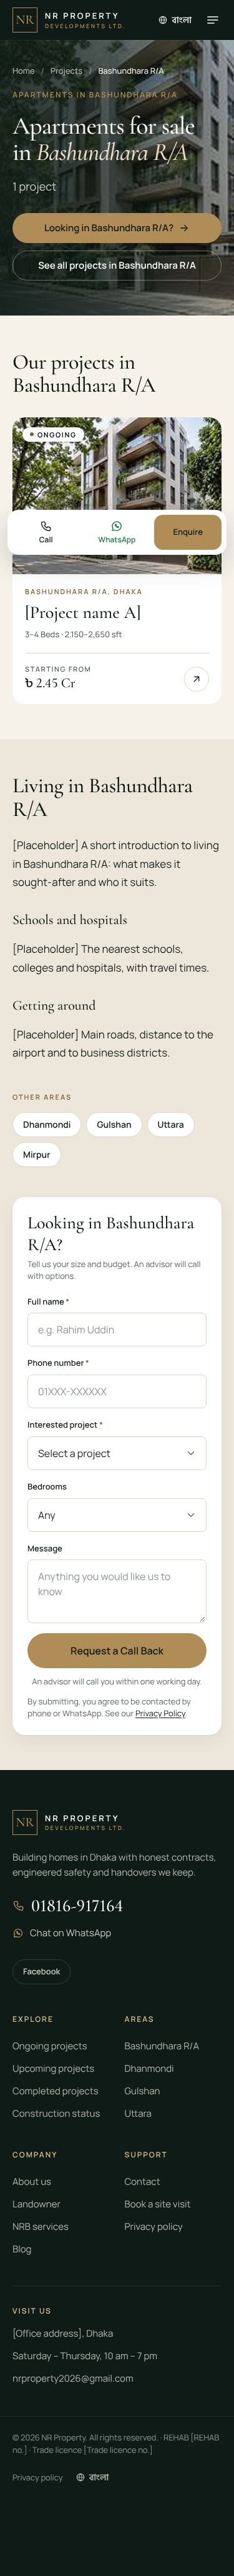 NR
NR PROPERTY
DEVELOPMENTS LTD.
বাংলা
Home / Projects / Bashundhara R/A
APARTMENTS IN BASHUNDHARA R/A
Apartments for sale
in Bashundhara R/A
1 project
Looking in Bashundhara R/A? →
See all projects in Bashundhara R/A
Our projects in
Bashundhara R/A
ONGOING
Call
WhatsApp
Enquire
BASHUNDHARA R/A, DHAKA
[Project name A]
3–4 Beds · 2,150–2,650 sft
STARTING FROM
৳ 2.45 Cr
Living in Bashundhara
R/A
[Placeholder] A short introduction to living
in Bashundhara R/A: what makes it
sought-after and who it suits.
Schools and hospitals
[Placeholder] The nearest schools,
colleges and hospitals, with travel times.
Getting around
[Placeholder] Main roads, distance to the
airport and to business districts.
OTHER AREAS
Dhanmondi
Gulshan
Uttara
Mirpur
Looking in Bashundhara
R/A?
Tell us your size and budget. An advisor will call
with options.
Full name *
e.g. Rahim Uddin
Phone number *
01XXX-XXXXXX
Interested project *
Select a project
Bedrooms
Any
Message
Anything you would like us to
know
Request a Call Back
An advisor will call you within one working day.
By submitting, you agree to be contacted by
phone or WhatsApp. See our Privacy Policy.
NR
NR PROPERTY
DEVELOPMENTS LTD.
Building homes in Dhaka with honest contracts,
engineered safety and handovers we keep.
01816-917164
Chat on WhatsApp
Facebook
EXPLORE
Ongoing projects
Upcoming projects
Completed projects
Construction status
AREAS
Bashundhara R/A
Dhanmondi
Gulshan
Uttara
COMPANY
About us
Landowner
NRB services
Blog
SUPPORT
Contact
Book a site visit
Privacy policy
VISIT US
[Office address], Dhaka
Saturday – Thursday, 10 am – 7 pm
nrproperty2026@gmail.com
© 2026 NR Property. All rights reserved. · REHAB [REHAB
no.] · Trade licence [Trade licence no.]
Privacy policy
বাংলা